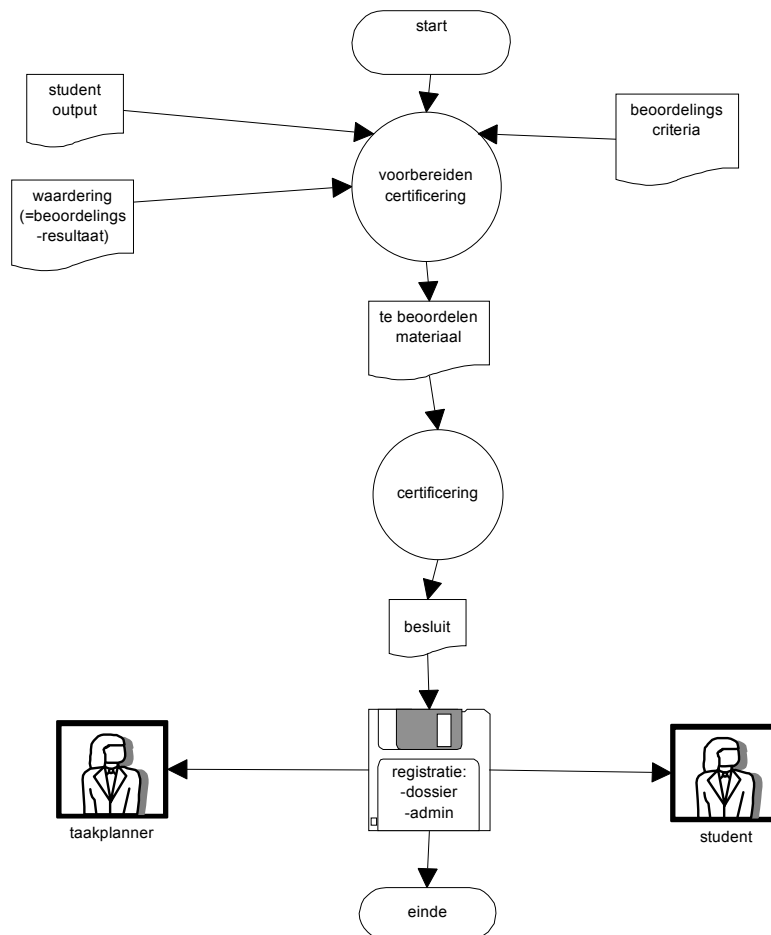 start
student
output
beoordelings
criteria
voorbereiden
certificering
waardering
(=beoordelings
-resultaat)
te beoordelen
materiaal
certificering
besluit
registratie:
-dossier
-admin
taakplanner
student
einde